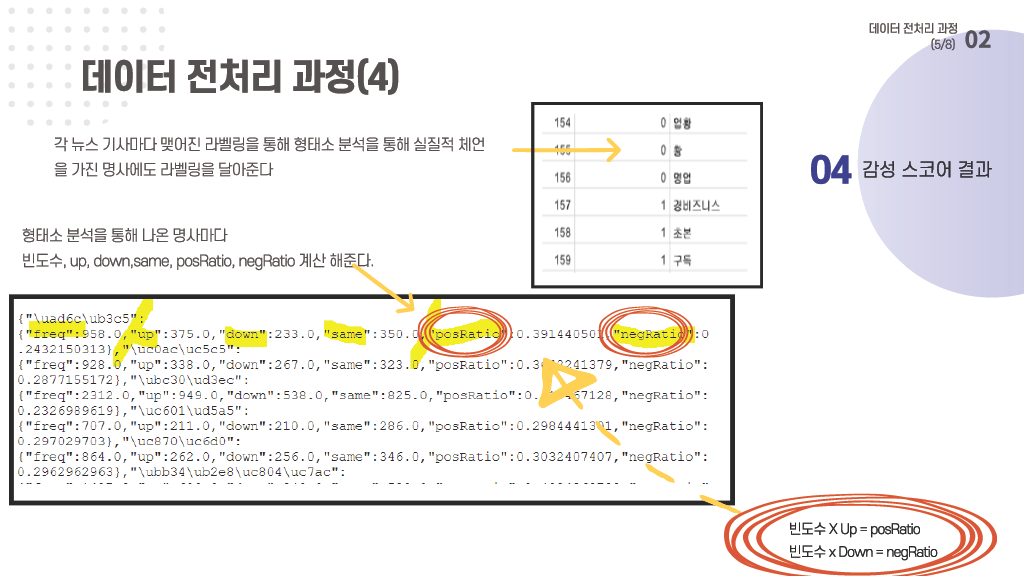 데이터 전처리 과정
(5/8) 02
데이터 전처리 과정(4)
각 뉴스 기사마다 맺어진 라벨링을 통해 형태소 분석을 통해 실질적 체언
을 가진 명사에도 라벨링을 달아준다
154 0 업황
155 0 황
156 0 명업
157 1 경비즈니스
158 1 초본
159 1 구독
04 감성 스코어 결과
형태소 분석을 통해 나온 명사마다
빈도수, up, down,same, posRatio, negRatio 계산 해준다.
{"\uad6c\ub3c5":
{"freq":958.0,"up":375.0,"down":233.0,"same":350.0,"posRatio":0.391440501,"negRatio":0
.2432150313},"\uc0ac\uc5c5":
{"freq":928.0,"up":338.0,"down":267.0,"same":323.0,"posRatio":"negRatio":
0.2877155172},"\ubc30\ud3ec":
{"freq":2312.0,"up":949.0,"down":538.0,"same":825.0,"posRatio":"negRatio":
0.2326989619},"\uc601\ud5a5":
{"freq":707.0,"up":211.0,"down":210.0,"same":286.0,"posRatio":0.2984441301,"negRatio":
0.297029703},"\uc870\uc6d0":
{"freq":864.0,"up":262.0,"down":256.0,"same":346.0,"posRatio":0.3032407407,"negRatio":
0.2962962963},"\ubb34\ub2e8\uc804\uc7ac":
빈도수 X Up = posRatio
빈도수 x Down = negRatio